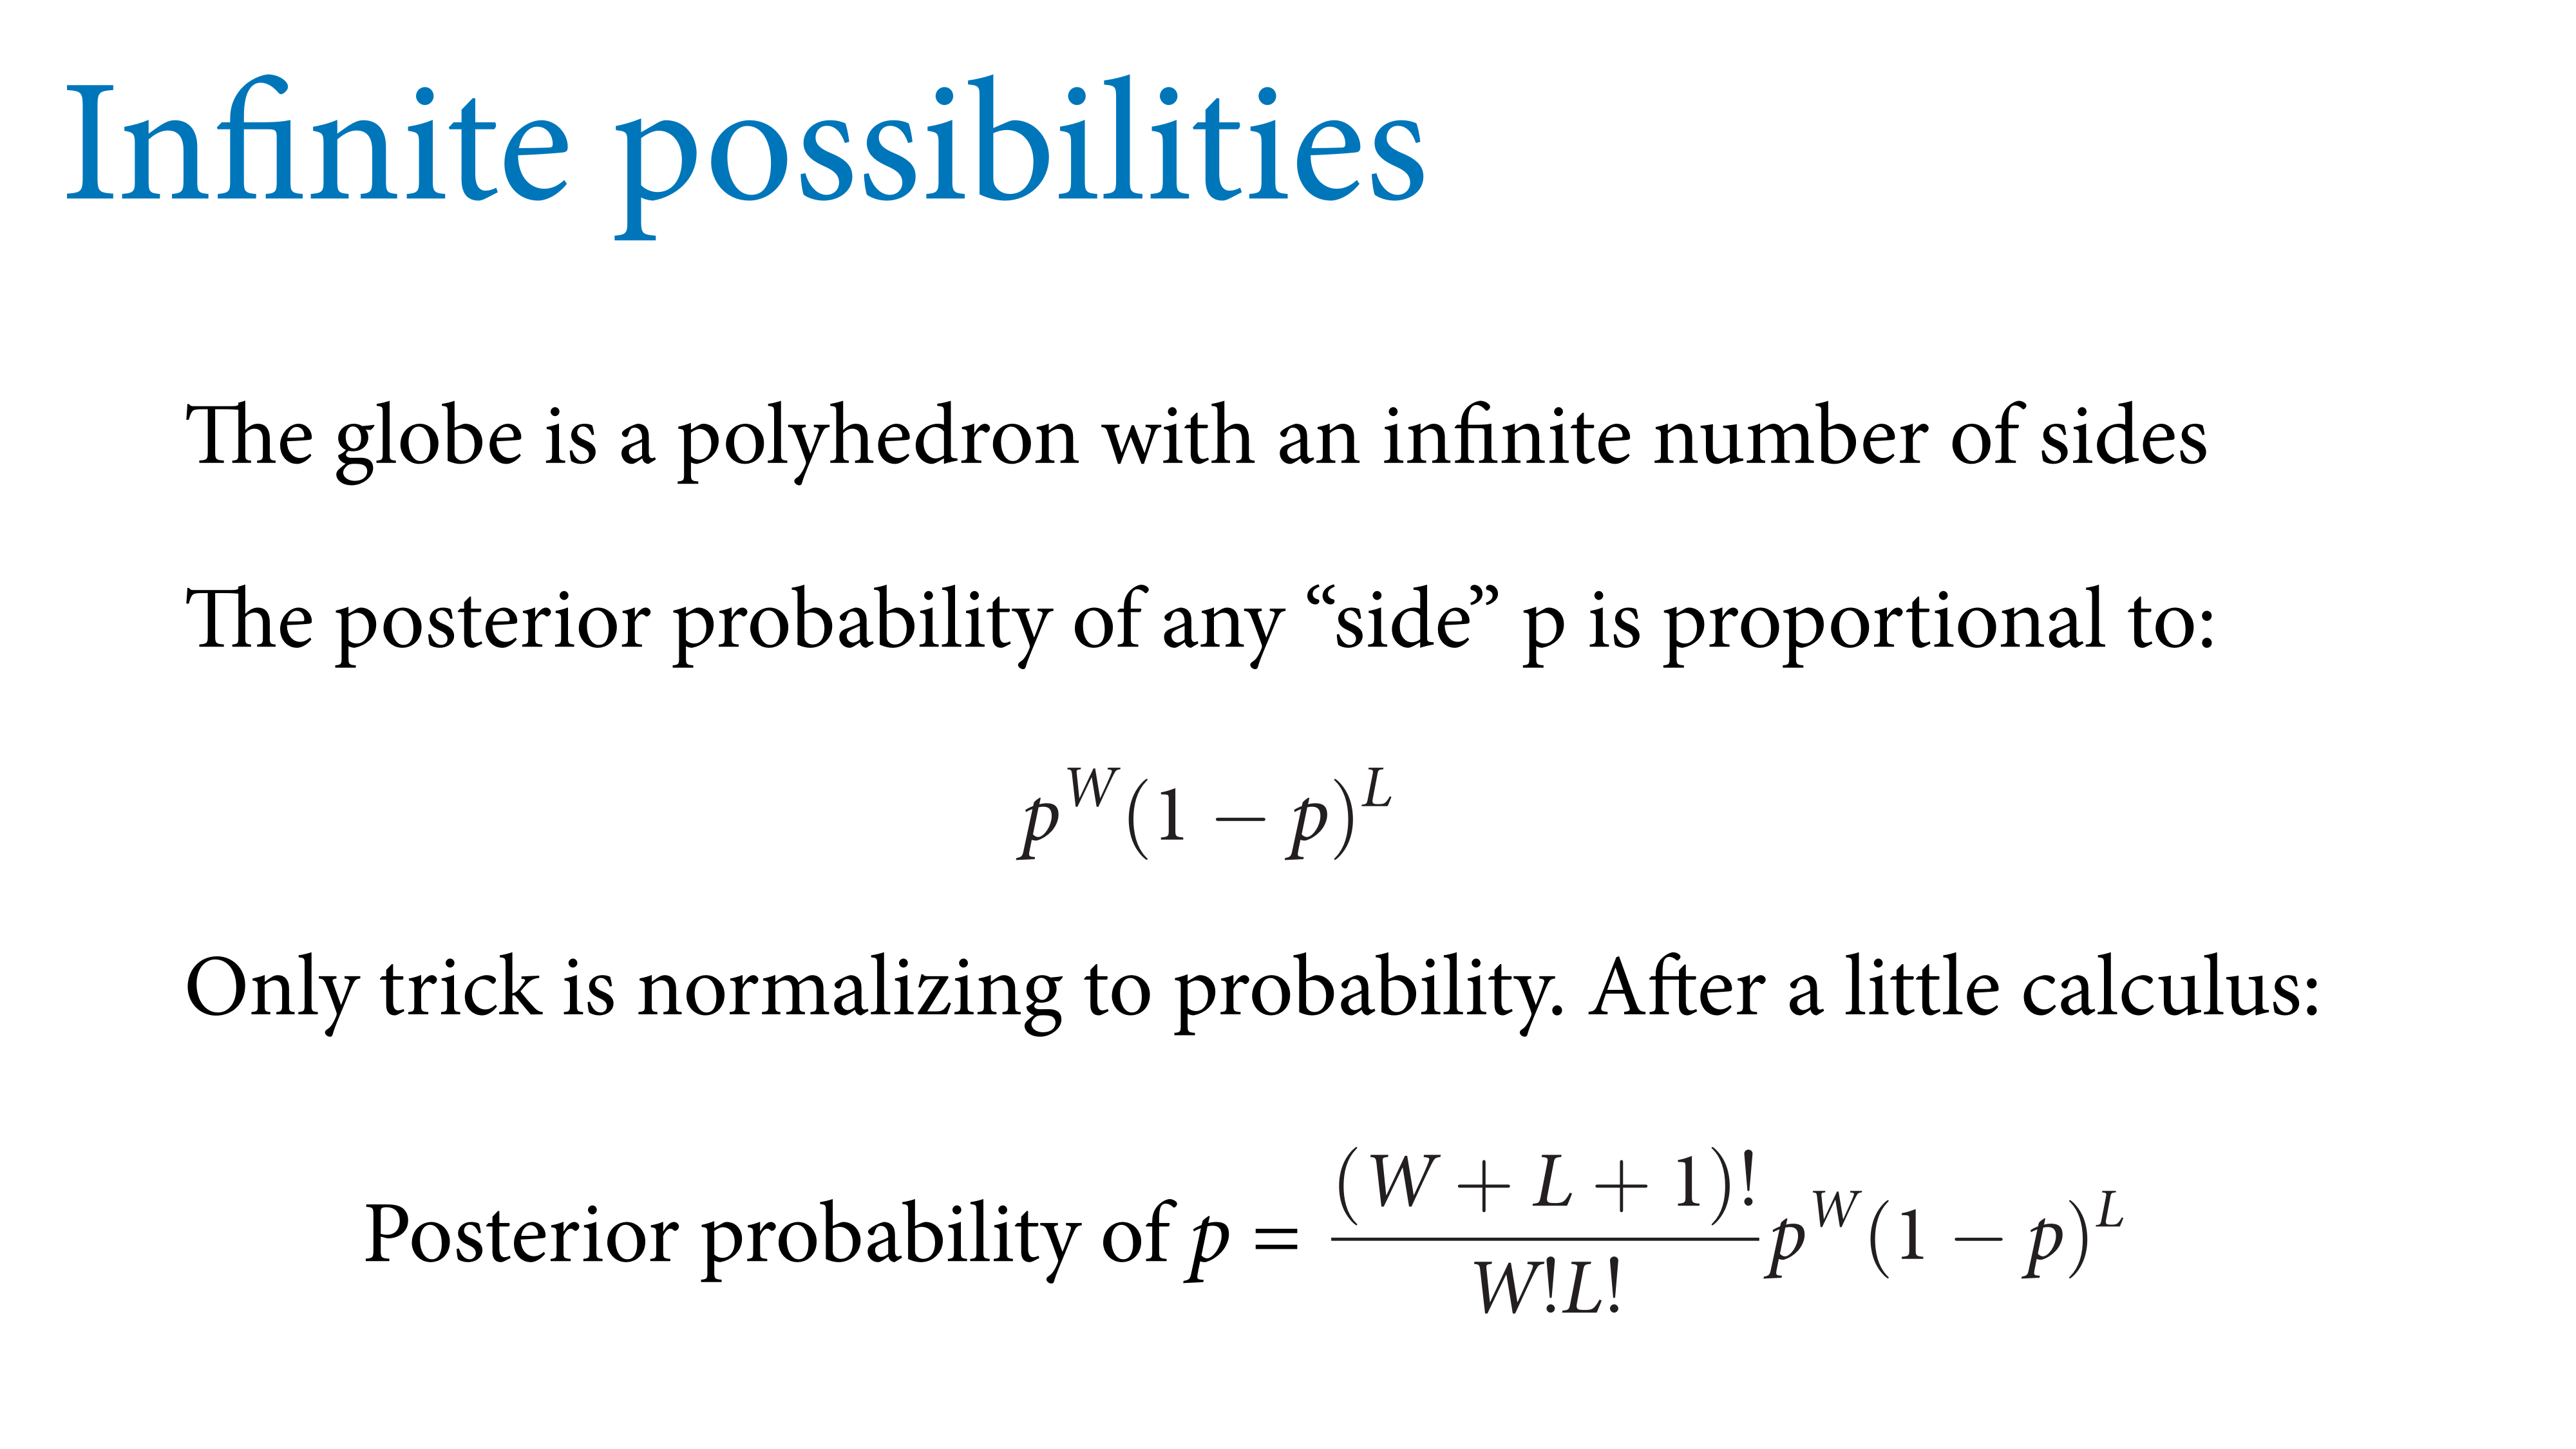 Infinite possibilities
The globe is a polyhedron with an infinite number of sides
The posterior probability of any “side” p is proportional to:
p^W(1 − p)^L
Only trick is normalizing to probability. After a little calculus:
Posterior probability of p = (W + L + 1)! / W!L! p^W(1 − p)^L